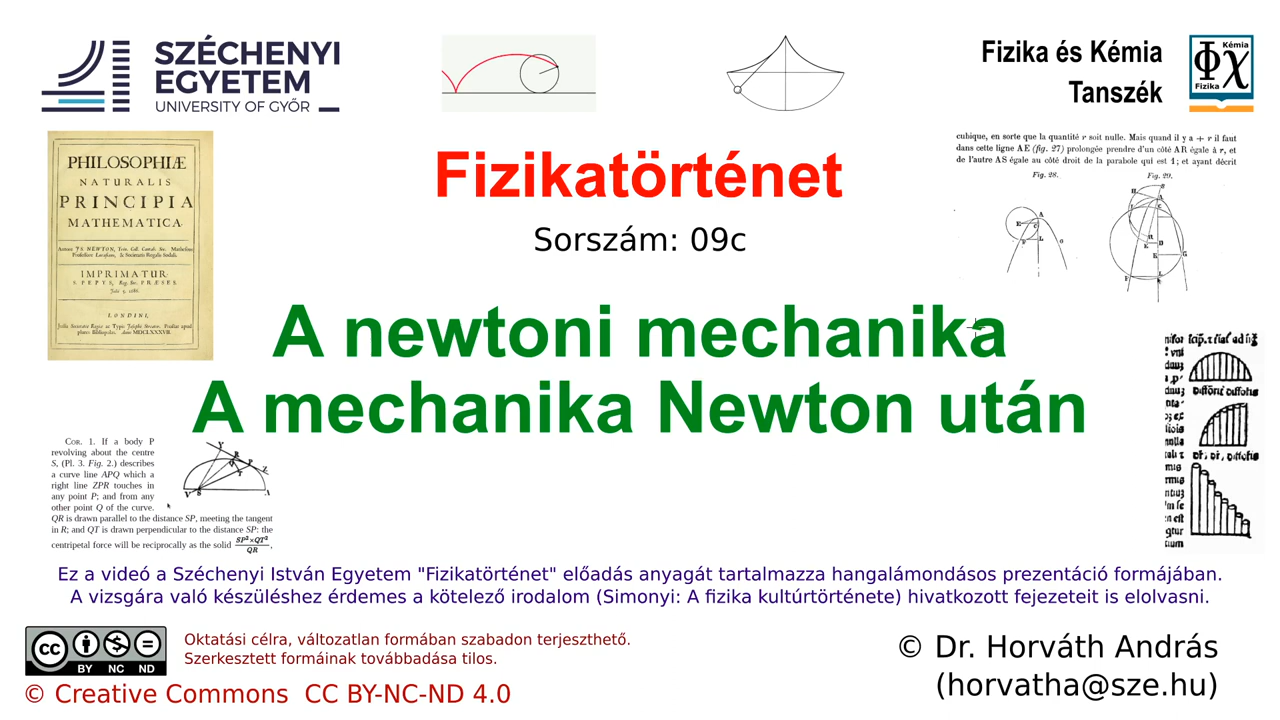 SZÉCHENYI
EGYETEM
UNIVERSITY OF GYŐR
Fizika és Kémia
Tanszék
Kémia
Φχ
Fizika
PHILOSOPHIÆ
NATURALIS
PRINCIPIA
MATHEMATICA
IMPRIMATUR
S. PEPYS, Reg. Soc. PRÆSES.
LONDINI,
Fizikatörténet
Sorszám: 09c
cubique, en sorte que la quantité r soit nulle. Mais quand il y a + r il faut
dans cette ligne AE (fig. 27) prolongée prendre d'un côté AR égale à r, et
de l'autre AS égale au côté droit de la parabole qui est 1; et ayant décrit
Fig. 28.
Fig. 29.
A newtoni mechanika
A mechanika Newton után
COR. 1. If a body P
revolving about the centre
S, (Pl. 3. Fig. 2.) describes
a curve line APQ which a
right line ZPR touches in
any point P; and from any
other point Q of the curve.
QR is drawn parallel to the distance SP, meeting the tangent
in R; and QT is drawn perpendicular to the distance SP: the
centripetal force will be reciprocally as the solid SP²×QT²/QR.
Ez a videó a Széchenyi István Egyetem "Fizikatörténet" előadás anyagát tartalmazza hangalámondásos prezentáció formájában.
A vizsgára való készüléshez érdemes a kötelező irodalom (Simonyi: A fizika kultúrtörténete) hivatkozott fejezeteit is elolvasni.
cc
BY NC ND
Oktatási célra, változatlan formában szabadon terjeszthető.
Szerkesztett formáinak továbbadása tilos.
© Creative Commons CC BY-NC-ND 4.0
© Dr. Horváth András
(horvatha@sze.hu)